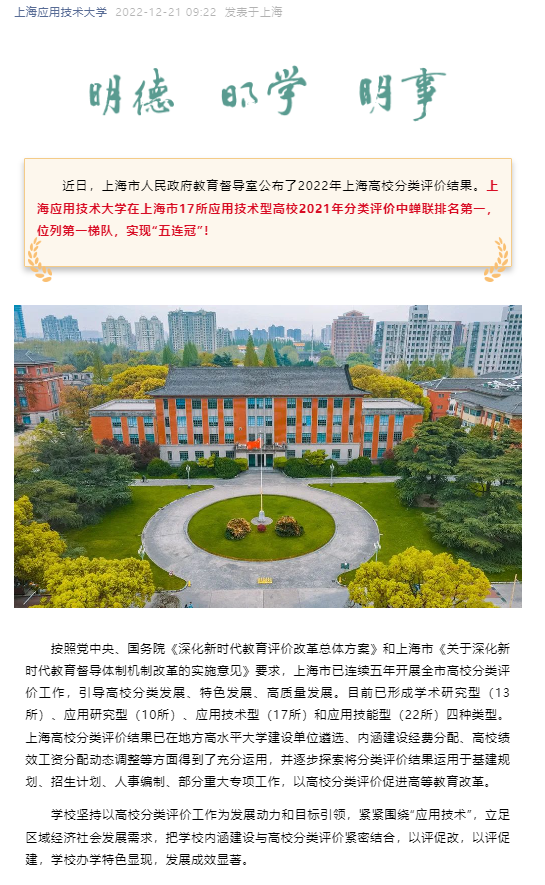 上海应用技术大学 2022-12-21 09:22 发表于上海
明德 明学 明事
近日，上海市人民政府教育督导室公布了2022年上海高校分类评价结果。上
海应用技术大学在上海市17所应用技术型高校2021年分类评价中蝉联排名第一，
位列第一梯队，实现“五连冠”！
按照党中央、国务院《深化新时代教育评价改革总体方案》和上海市《关于深化新
时代教育督导体制机制改革的实施意见》要求，上海市已连续五年开展全市高校分类评
价工作，引导高校分类发展、特色发展、高质量发展。目前已形成学术研究型（13
所）、应用研究型（10所）、应用技术型（17所）和应用技能型（22所）四种类型。
上海高校分类评价结果已在地方高水平大学建设单位遴选、内涵建设经费分配、高校绩
效工资分配动态调整等方面得到了充分运用，并逐步探索将分类评价结果运用于基建规
划、招生计划、人事编制、部分重大专项工作，以高校分类评价促进高等教育改革。
学校坚持以高校分类评价工作为发展动力和目标引领，紧紧围绕“应用技术”，立足
区域经济社会发展需求，把学校内涵建设与高校分类评价紧密结合，以评促改，以评促
建，学校办学特色显现，发展成效显著。